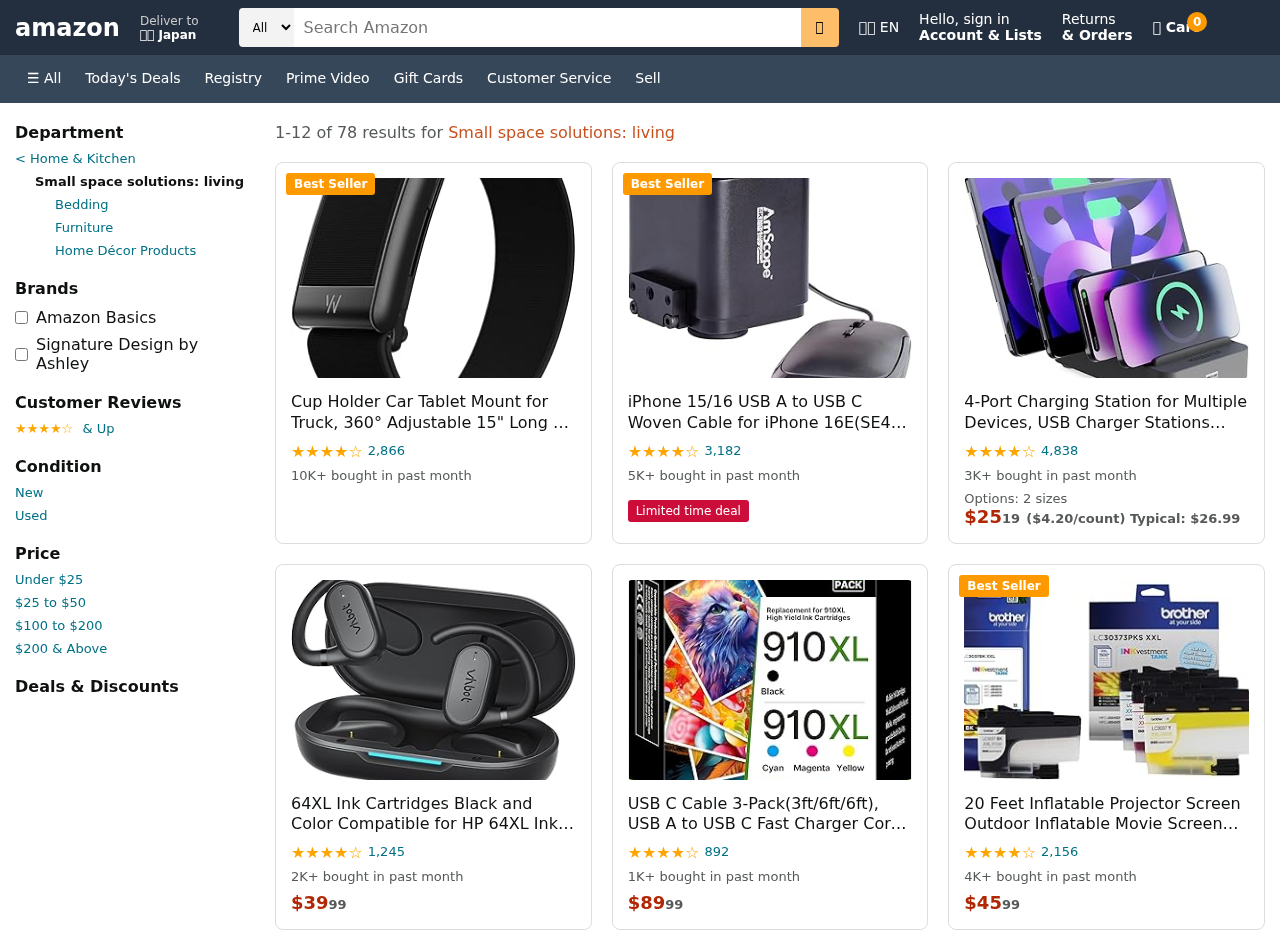 amazon
Deliver to
Japan
All
Search Amazon
EN
Hello, sign in
Account & Lists
Returns
& Orders
0
☰ All
Today's Deals
Registry
Prime Video
Gift Cards
Customer Service
Sell
Department
< Home & Kitchen
Small space solutions: living
Bedding
Furniture
Home Décor Products
Brands
Amazon Basics
Signature Design by
Ashley
Customer Reviews
★★★★☆ & Up
Condition
New
Used
Price
Under $25
$25 to $50
$100 to $200
$200 & Above
Deals & Discounts
1-12 of 78 results for Small space solutions: living
Best Seller
Cup Holder Car Tablet Mount for
Truck, 360° Adjustable 15" Long ...
★★★★☆ 2,866
10K+ bought in past month
Best Seller
AmScope
iPhone 15/16 USB A to USB C
Woven Cable for iPhone 16E(SE4...
★★★★☆ 3,182
5K+ bought in past month
Limited time deal
4-Port Charging Station for Multiple
Devices, USB Charger Stations...
★★★★☆ 4,838
3K+ bought in past month
Options: 2 sizes
$25 19 ($4.20/count) Typical: $26.99
64XL Ink Cartridges Black and
Color Compatible for HP 64XL Ink...
★★★★☆ 1,245
2K+ bought in past month
$39 99
PACK
Replacement for 910XL
High Yield Ink Cartridges
910XL
Black
910XL
Cyan Magenta Yellow
USB C Cable 3-Pack(3ft/6ft/6ft),
USB A to USB C Fast Charger Cor...
★★★★☆ 892
1K+ bought in past month
$89 99
Best Seller
brother
at your side
brother
at your side
LC30373PKS XXL
INKvestment
TANK
20 Feet Inflatable Projector Screen
Outdoor Inflatable Movie Screen...
★★★★☆ 2,156
4K+ bought in past month
$45 99